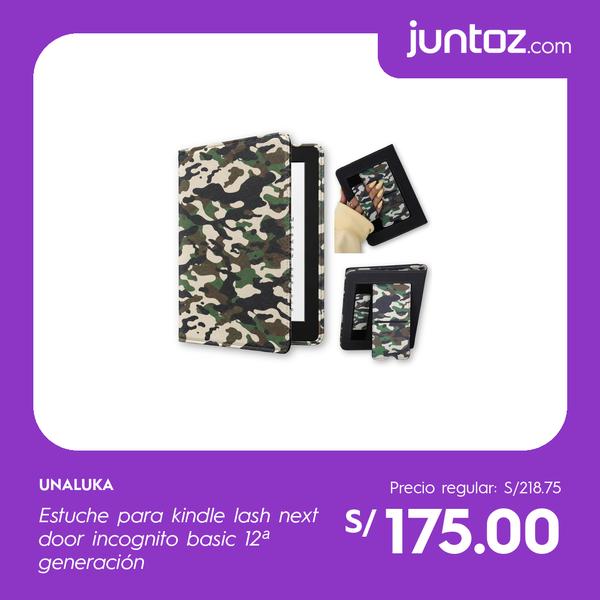 juntoz.com
UNALUKA
Estuche para kindle lash next
door incognito basic 12ª
generación
Precio regular: S/218.75
S/175.00